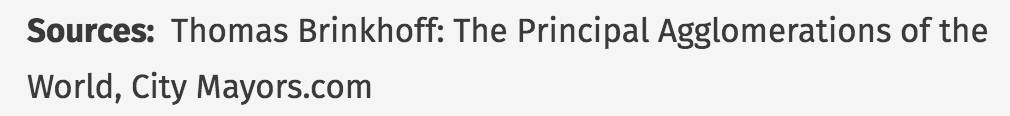 Sources: Thomas Brinkhoff: The Principal Agglomerations of the
World, City Mayors.com